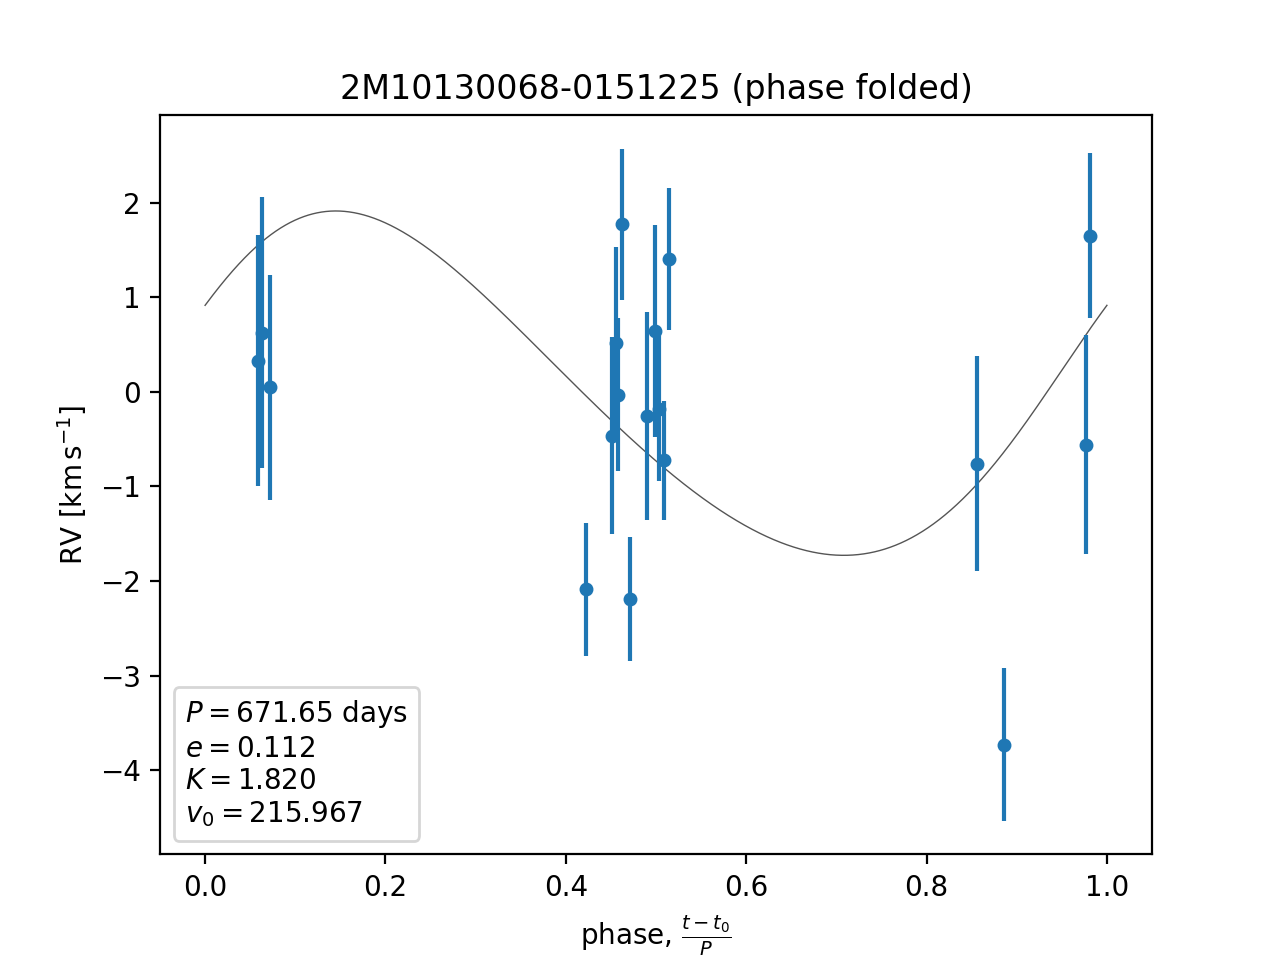 2M10130068-0151225 (phase folded)
RV [km s⁻¹]
2
1
0
−1
−2
−3
−4
P = 671.65 days
e = 0.112
K = 1.820
v₀ = 215.967
0.0 0.2 0.4 0.6 0.8 1.0
phase, (t − t₀)/P